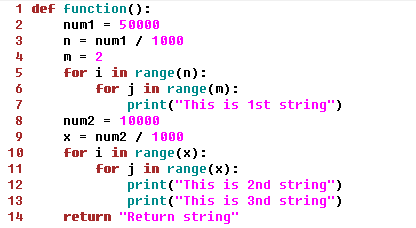 1 def function():
2     num1 = 50000
3     n = num1 / 1000
4     m = 2
5     for i in range(n):
6         for j in range(m):
7             print("This is 1st string")
8     num2 = 10000
9     x = num2 / 1000
10     for i in range(x):
11         for j in range(x):
12             print("This is 2nd string")
13             print("This is 3nd string")
14     return "Return string"